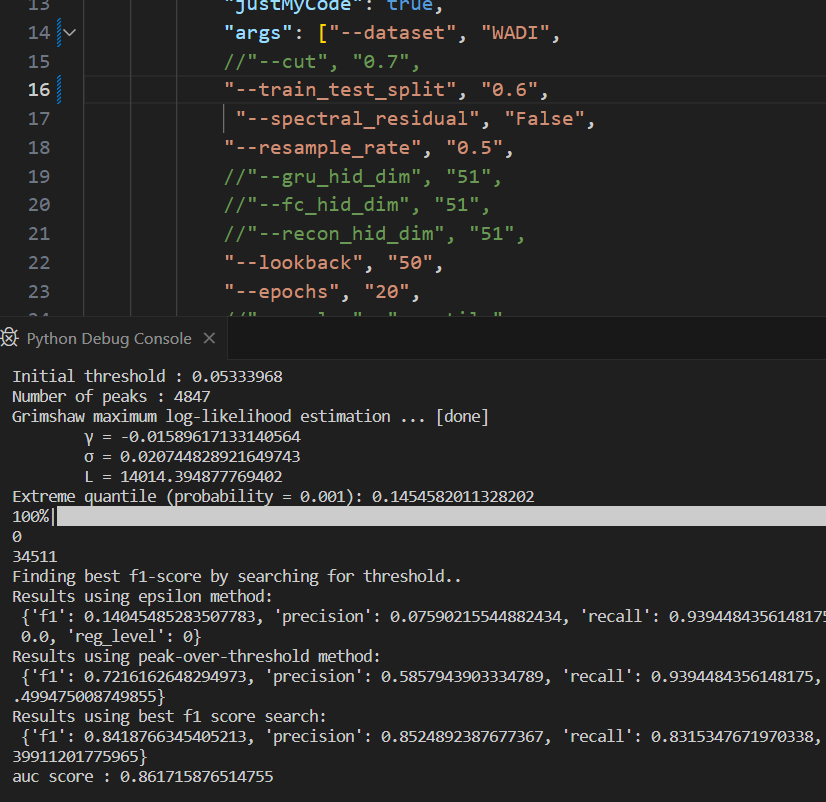 13 "justMyCode": true,
14 "args": ["--dataset", "WADI",
15 //"--cut", "0.7",
16 "--train_test_split", "0.6",
17 "--spectral_residual", "False",
18 "--resample_rate", "0.5",
19 //"--gru_hid_dim", "51",
20 //"--fc_hid_dim", "51",
21 //"--recon_hid_dim", "51",
22 "--lookback", "50",
23 "--epochs", "20",
Python Debug Console
Initial threshold : 0.05333968
Number of peaks : 4847
Grimshaw maximum log-likelihood estimation ... [done]
γ = -0.01589617133140564
σ = 0.020744828921649743
L = 14014.394877769402
Extreme quantile (probability = 0.001): 0.1454582011328202
100%|
0
34511
Finding best f1-score by searching for threshold..
Results using epsilon method:
{'f1': 0.14045485283507783, 'precision': 0.07590215544882434, 'recall': 0.9394484356148175
0.0, 'reg_level': 0}
Results using peak-over-threshold method:
{'f1': 0.7216162648294973, 'precision': 0.5857943903334789, 'recall': 0.9394484356148175,
.499475008749855}
Results using best f1 score search:
{'f1': 0.8418766345405213, 'precision': 0.8524892387677367, 'recall': 0.8315347671970338,
39911201775965}
auc score : 0.861715876514755